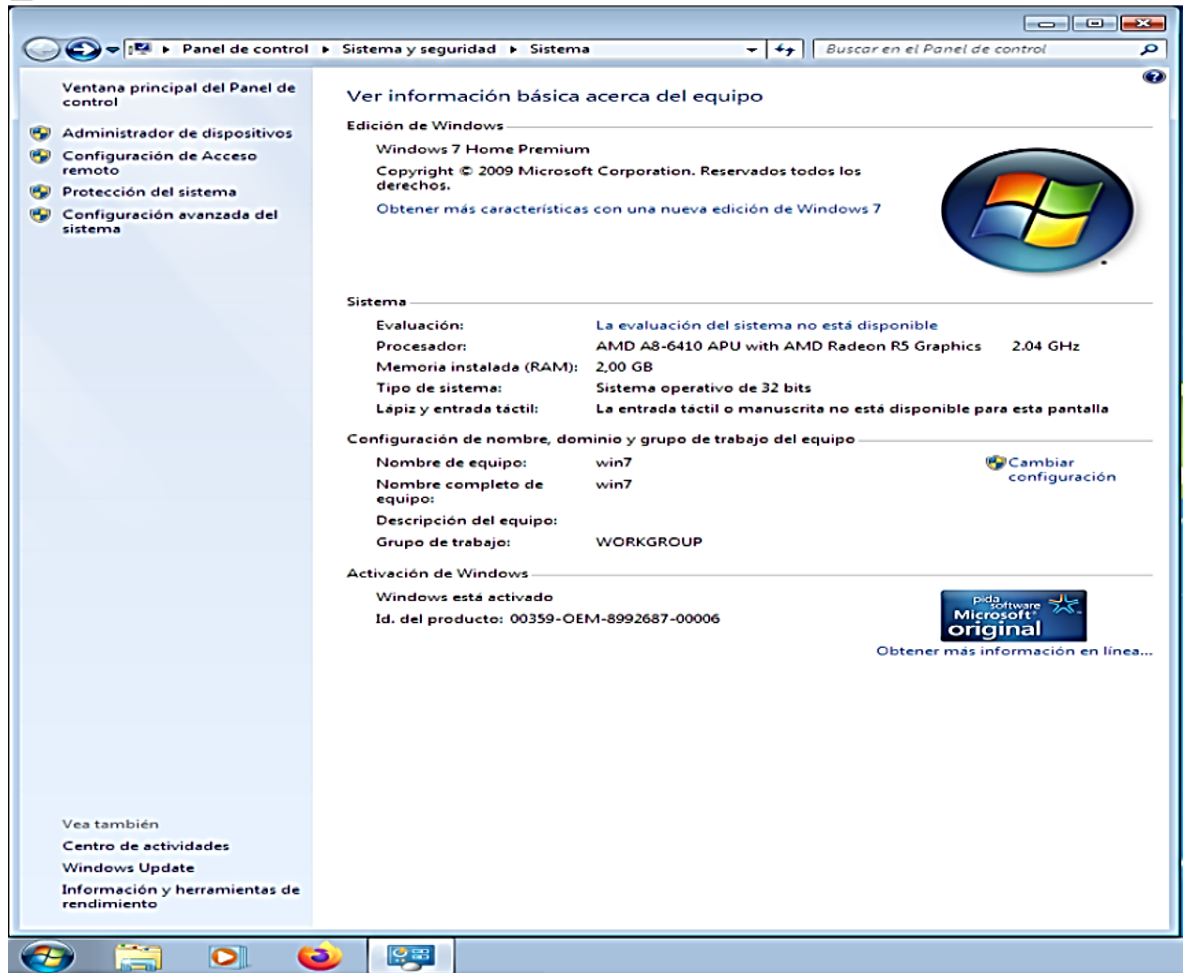 Panel de control ▸ Sistema y seguridad ▸ Sistema
Buscar en el Panel de control
Ventana principal del Panel de
control
Administrador de dispositivos
Configuración de Acceso
remoto
Protección del sistema
Configuración avanzada del
sistema
Ver información básica acerca del equipo
Edición de Windows
Windows 7 Home Premium
Copyright © 2009 Microsoft Corporation. Reservados todos los
derechos.
Obtener más características con una nueva edición de Windows 7
Sistema
Evaluación: La evaluación del sistema no está disponible
Procesador: AMD A8-6410 APU with AMD Radeon R5 Graphics 2.04 GHz
Memoria instalada (RAM): 2,00 GB
Tipo de sistema: Sistema operativo de 32 bits
Lápiz y entrada táctil: La entrada táctil o manuscrita no está disponible para esta pantalla
Configuración de nombre, dominio y grupo de trabajo del equipo
Nombre de equipo: win7
Cambiar
configuración
Nombre completo de
equipo: win7
Descripción del equipo:
Grupo de trabajo: WORKGROUP
Activación de Windows
Windows está activado
Id. del producto: 00359-OEM-8992687-00006
pida
software
Microsoft®
original
Obtener más información en línea...
Vea también
Centro de actividades
Windows Update
Información y herramientas de
rendimiento